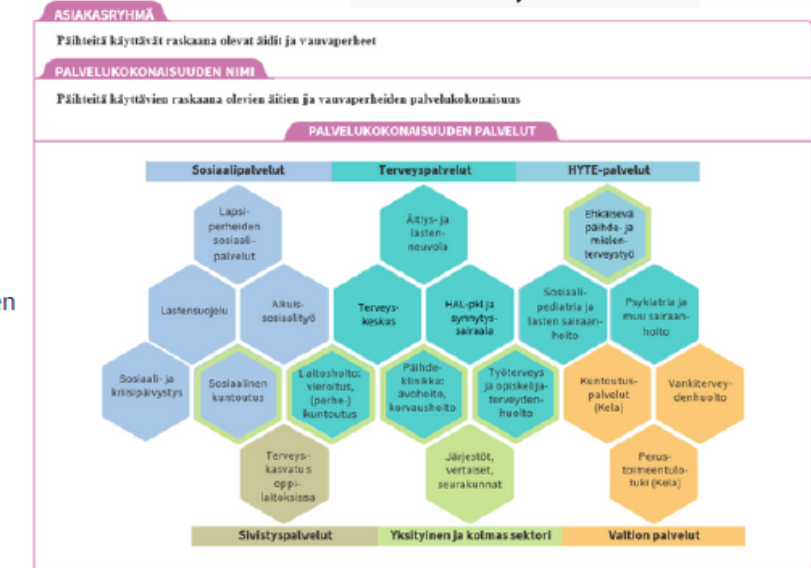 ASIAKASRYHMÄ
Päihteitä käyttävät raskaana olevat äidit ja vauvaperheet
PALVELUKOKONAISUUDEN NIMI
Päihteitä käyttävien raskaana olevien äitien ja vauvaperheiden palvelukokonaisuus
PALVELUKOKONAISUUDEN PALVELUT
Sosiaalipalvelut
Terveyspalvelut
HYTE-palvelut
Lapsi-
perheiden
sosiaali-
palvelut
Äitiys- ja
lasten-
neuvola
Ehkäisevä
päihde- ja
mielen-
terveystyö
en
Lastensuojelu
Aikuis-
sosiaalityö
Terveys-
keskus
HAL-pkl ja
synnytys-
sairaala
Sosiaali-
pediatria ja
lasten sairaan-
hoito
Psykiatria ja
muu sairaan-
hoito
Sosiaali- ja
kriisipäivystys
Sosiaalinen
kuntoutus
Laitoshoito:
vieroitus,
(perhe-)
kuntoutus
Päihde-
klinikka:
avohoito,
korvaushoito
Työterveys
ja opiskelija-
terveyden-
huolto
Kuntoutus-
palvelut
(Kela)
Vankitervey-
denhuolto
Terveys-
kasvatus
oppi-
laitoksissa
Järjestöt,
vertaiset,
seurakunnat
Perus-
toimeentulo-
tuki (Kela)
Sivistyspalvelut
Yksityinen ja kolmas sektori
Valtion palvelut